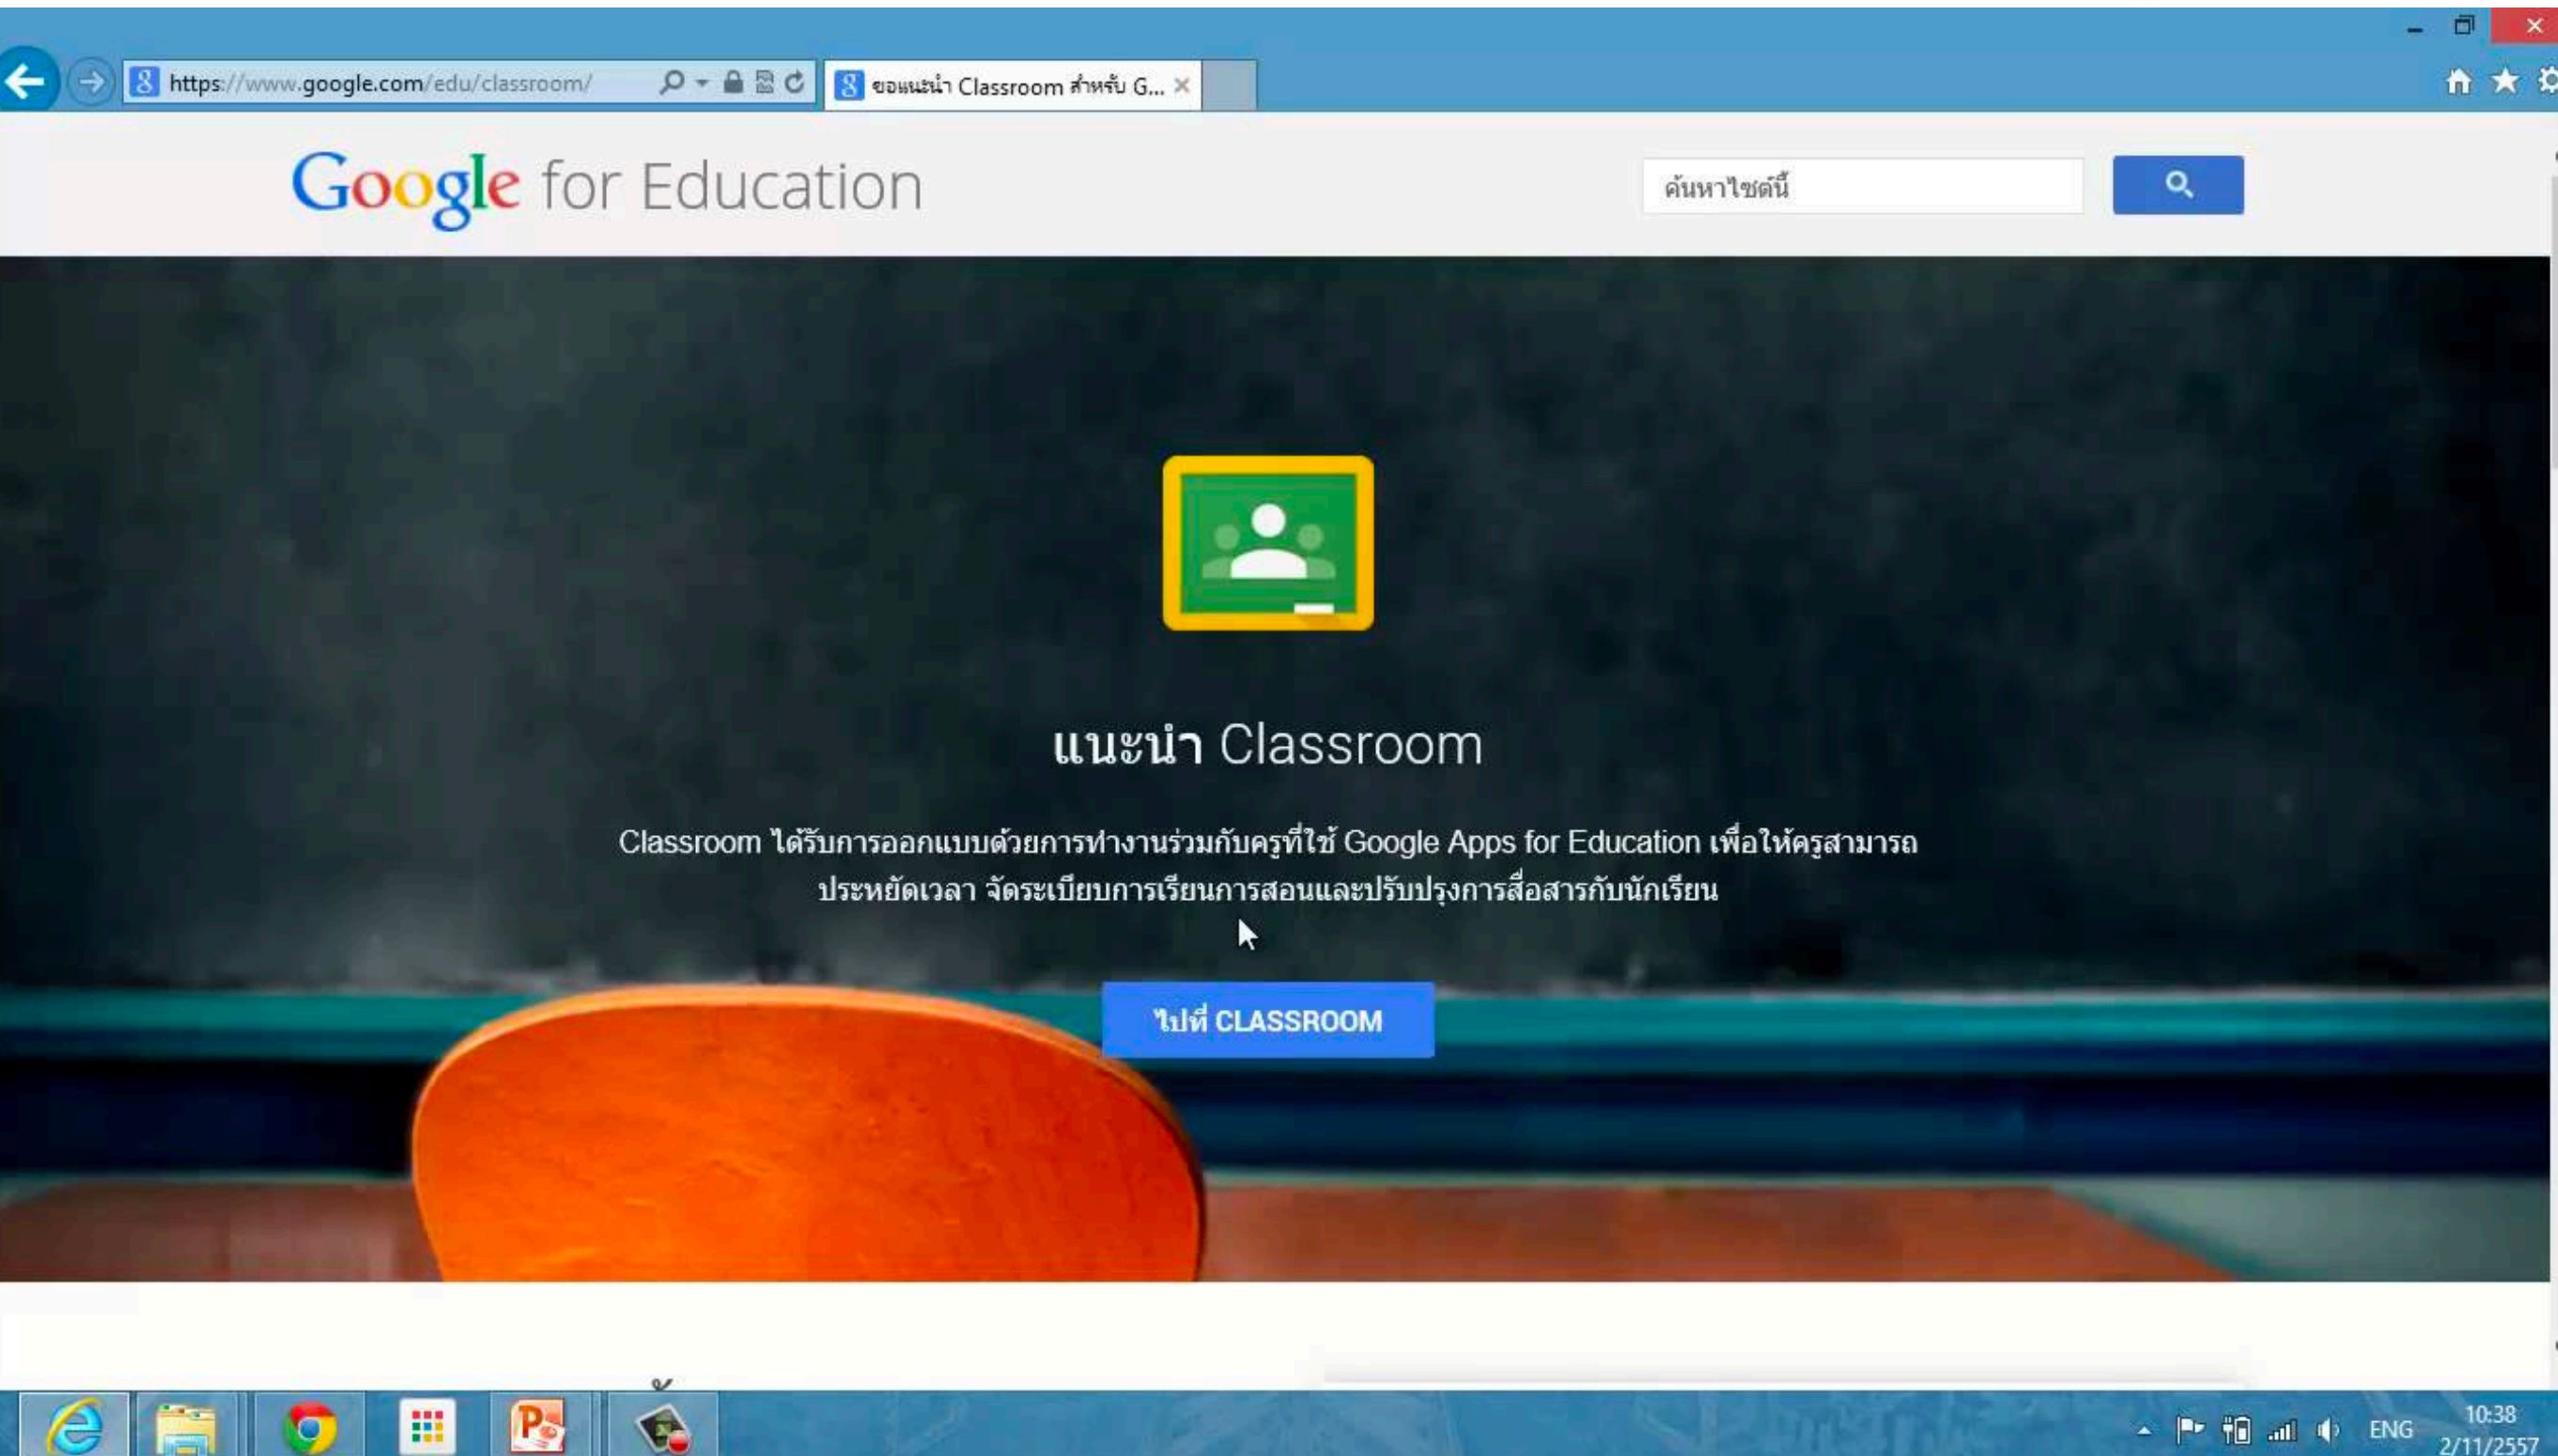 https://www.google.com/edu/classroom/
ขอแนะนำ Classroom สำหรับ G...
Google for Education
ค้นหาไซต์นี้
แนะนำ Classroom
Classroom ได้รับการออกแบบด้วยการทำงานร่วมกับครูที่ใช้ Google Apps for Education เพื่อให้ครูสามารถ
ประหยัดเวลา จัดระเบียบการเรียนการสอนและปรับปรุงการสื่อสารกับนักเรียน
ไปที่ CLASSROOM
ENG
10:38
2/11/2557